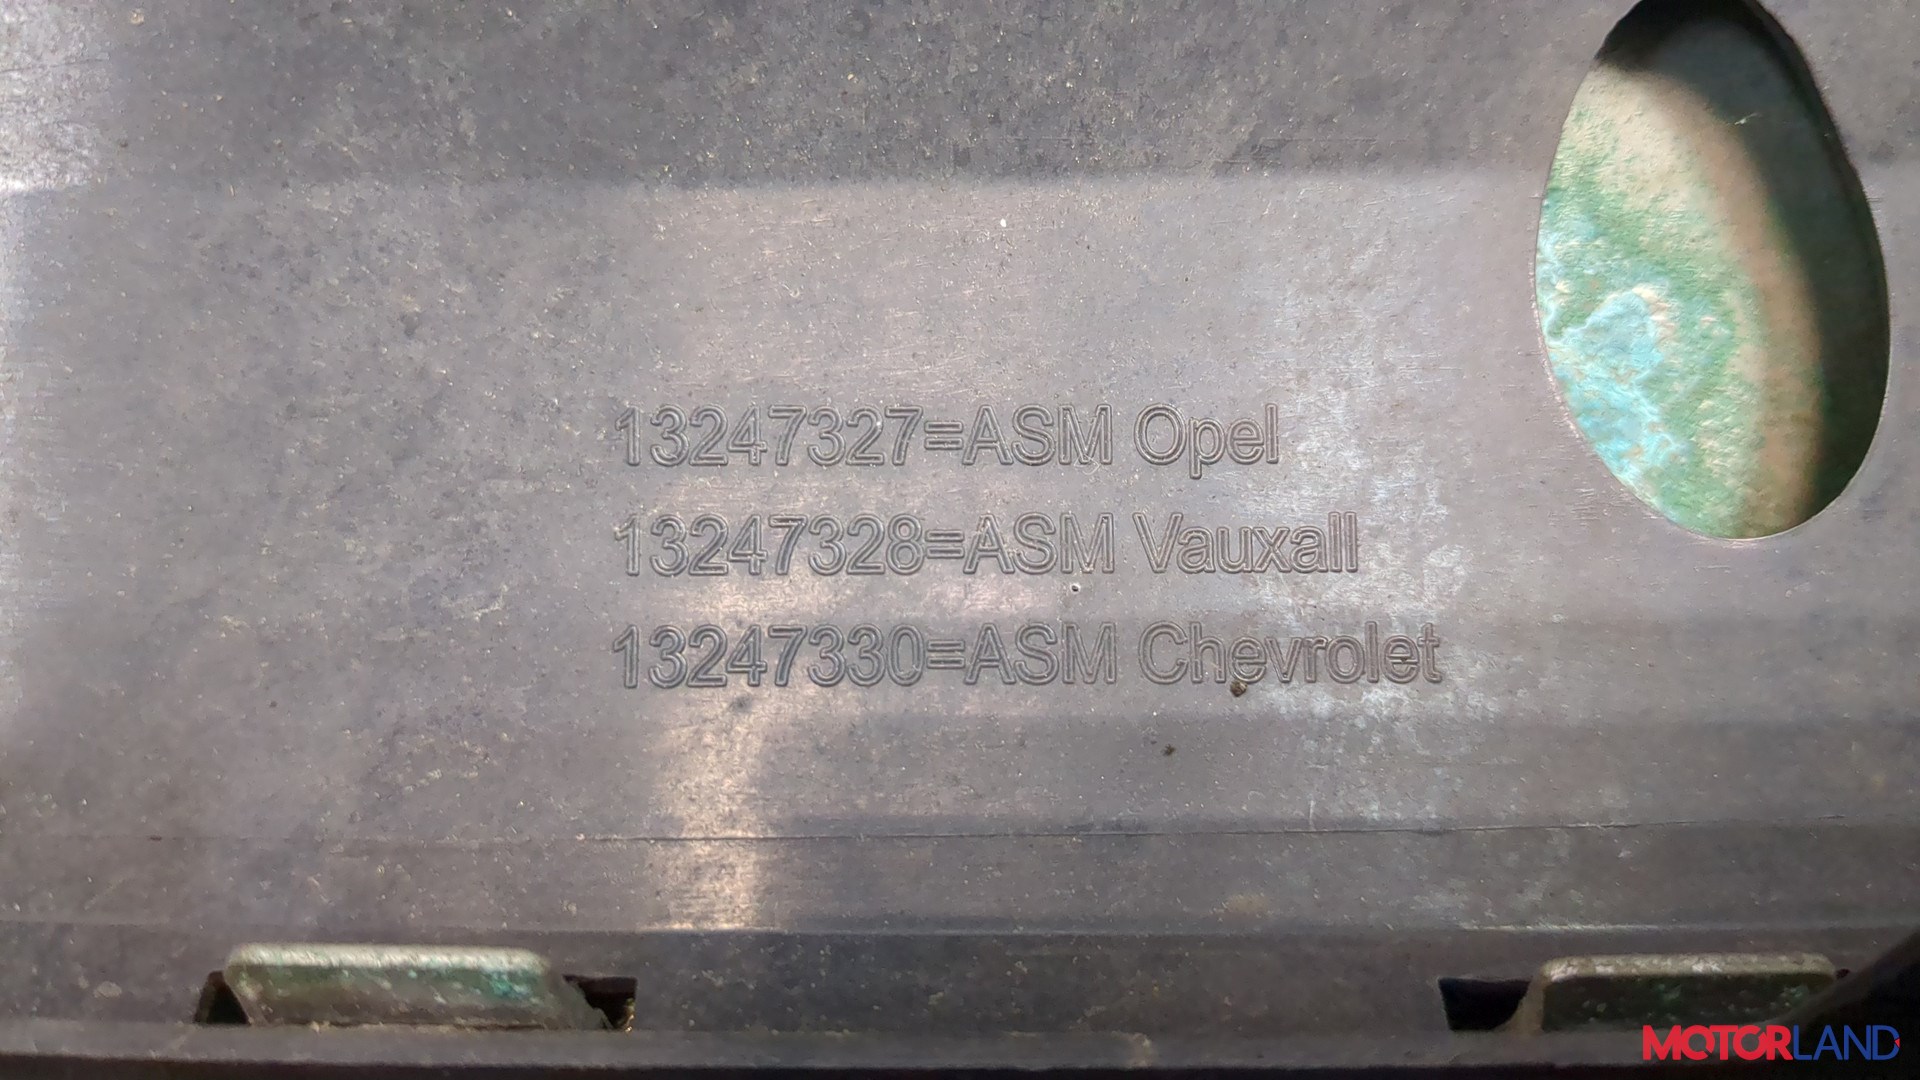 13247327=ASM Opel
13247328=ASM Vauxall
13247330=ASM Chevrolet
MOTORLAND